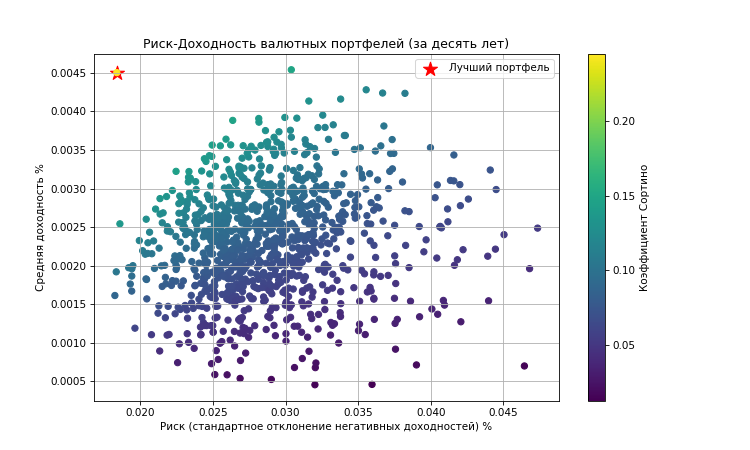 Риск-Доходность валютных портфелей (за десять лет)
Лучший портфель
0.0045
0.0040
0.0035
0.0030
0.0025
0.0020
0.0015
0.0010
0.0005
Средняя доходность %
0.020 0.025 0.030 0.035 0.040 0.045
Риск (стандартное отклонение негативных доходностей) %
0.20
0.15
0.10
0.05
Коэффициент Сортино